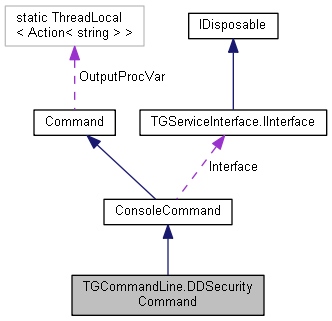 static ThreadLocal
< Action< string > >
IDisposable
OutputProcVar
Command
TGServiceInterface.IInterface
Interface
ConsoleCommand
TGCommandLine.DDSecurity
Command